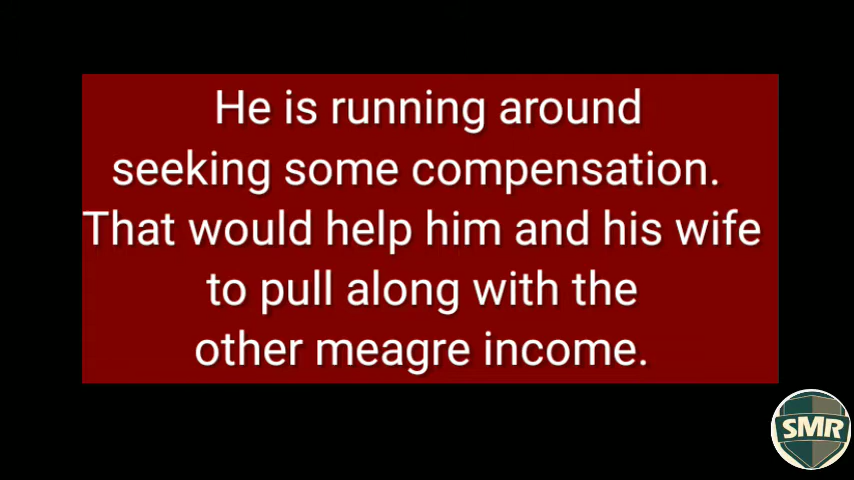 He is running around
seeking some compensation.
That would help him and his wife
to pull along with the
other meagre income.
SMR